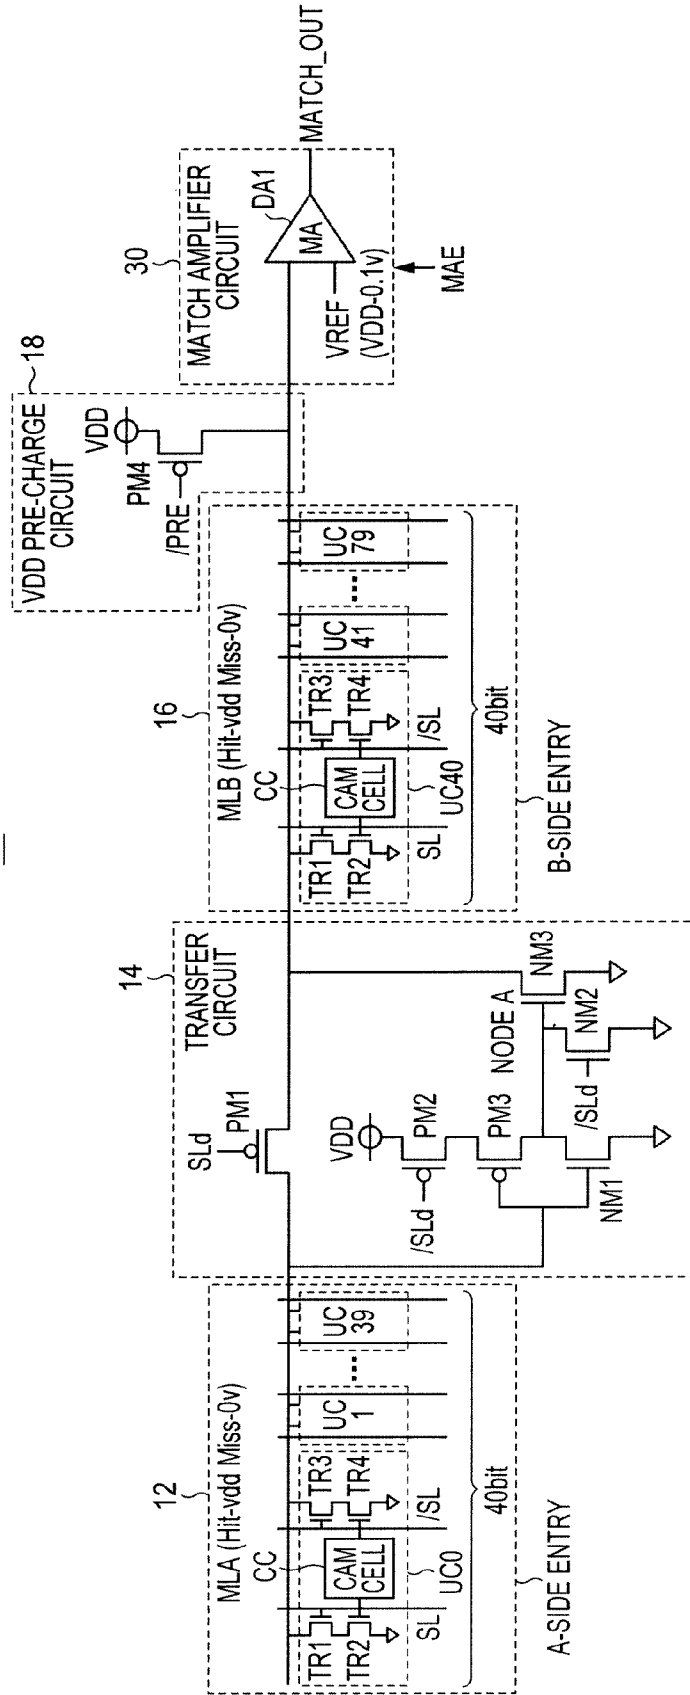 12
MLA (Hit-vdd Miss-0v)
CC
TR1
TR2
CAM
CELL
TR3
TR4
SL
/SL
UC0
UC
1
...
UC
39
40bit
A-SIDE ENTRY
14
TRANSFER
CIRCUIT
SLd
PM1
VDD
/SLd
PM2
PM3
NM1
NODE A
/SLd
NM2
NM3
16
MLB (Hit-vdd Miss-0v)
CC
TR1
TR2
CAM
CELL
TR3
TR4
SL
/SL
UC40
UC
41
...
UC
79
40bit
B-SIDE ENTRY
18
VDD PRE-CHARGE
CIRCUIT
VDD
PM4
/PRE
30
MATCH AMPLIFIER
CIRCUIT
DA1
MA
VREF
(VDD-0.1v)
MAE
MATCH_OUT